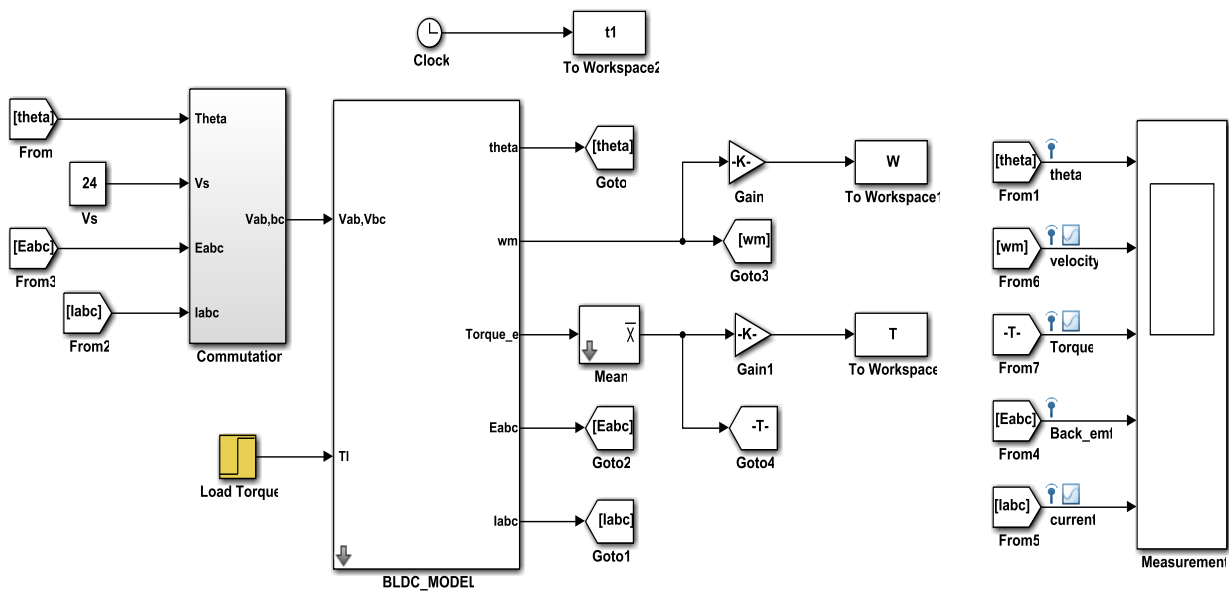 t1
Clock
To Workspace2
[theta]
From
24
Vs
[Eabc]
From3
[Iabc]
From2
Theta
Vs
Eabc
Iabc
Vab,bc
Commutation
Load Torque
Vab,Vbc
Tl
theta
wm
Torque_e
Eabc
Iabc
BLDC_MODEL
[theta]
Goto
-K-
Gain
W
To Workspace1
[wm]
Goto3
x
Mean
-K-
Gain1
T
To Workspace
[Eabc]
Goto2
-T-
Goto4
[Iabc]
Goto1
[theta]
From1
theta
[wm]
From6
velocity
-T-
From7
Torque
[Eabc]
From4
Back_emf
[Iabc]
From5
current
Measurement